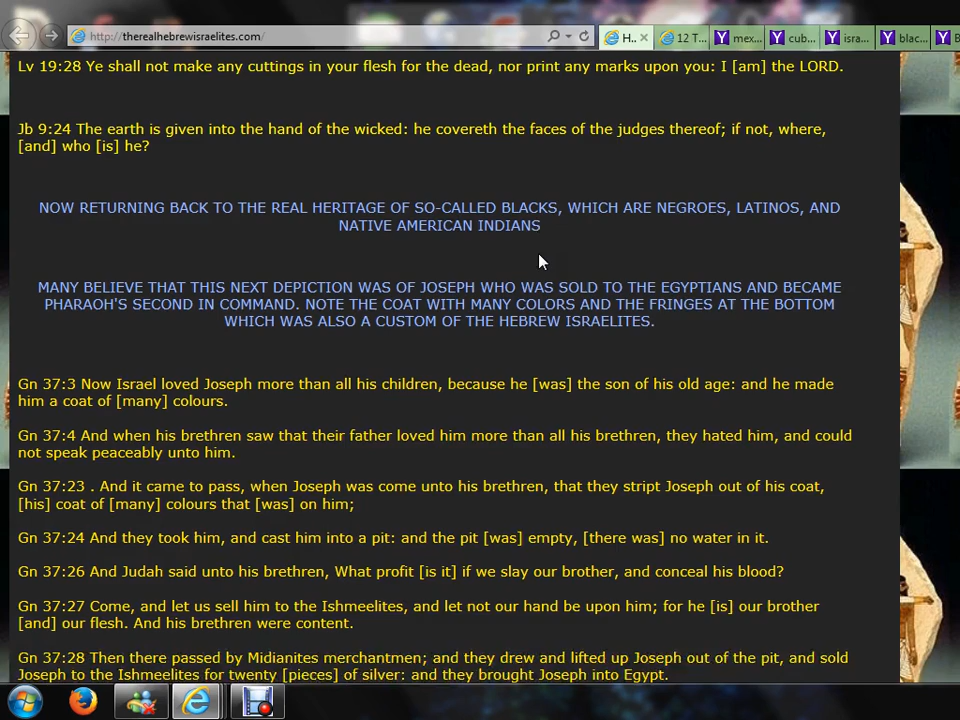 http://therealhebrewisraelites.com/
H..
12 T...
mex...
cub...
isra...
blac...
Lv 19:28 Ye shall not make any cuttings in your flesh for the dead, nor print any marks upon you: I [am] the LORD.
Jb 9:24 The earth is given into the hand of the wicked: he covereth the faces of the judges thereof; if not, where,
[and] who [is] he?
NOW RETURNING BACK TO THE REAL HERITAGE OF SO-CALLED BLACKS, WHICH ARE NEGROES, LATINOS, AND
NATIVE AMERICAN INDIANS
MANY BELIEVE THAT THIS NEXT DEPICTION WAS OF JOSEPH WHO WAS SOLD TO THE EGYPTIANS AND BECAME
PHARAOH'S SECOND IN COMMAND. NOTE THE COAT WITH MANY COLORS AND THE FRINGES AT THE BOTTOM
WHICH WAS ALSO A CUSTOM OF THE HEBREW ISRAELITES.
Gn 37:3 Now Israel loved Joseph more than all his children, because he [was] the son of his old age: and he made
him a coat of [many] colours.
Gn 37:4 And when his brethren saw that their father loved him more than all his brethren, they hated him, and could
not speak peaceably unto him.
Gn 37:23 . And it came to pass, when Joseph was come unto his brethren, that they stript Joseph out of his coat,
[his] coat of [many] colours that [was] on him;
Gn 37:24 And they took him, and cast him into a pit: and the pit [was] empty, [there was] no water in it.
Gn 37:26 And Judah said unto his brethren, What profit [is it] if we slay our brother, and conceal his blood?
Gn 37:27 Come, and let us sell him to the Ishmeelites, and let not our hand be upon him; for he [is] our brother
[and] our flesh. And his brethren were content.
Gn 37:28 Then there passed by Midianites merchantmen; and they drew and lifted up Joseph out of the pit, and sold
Joseph to the Ishmeelites for twenty [pieces] of silver: and they brought Joseph into Egypt.